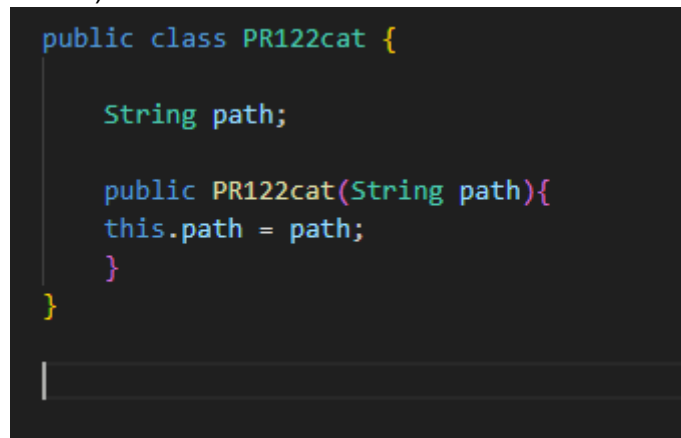 public class PR122cat {
String path;
public PR122cat(String path){
this.path = path;
}
}